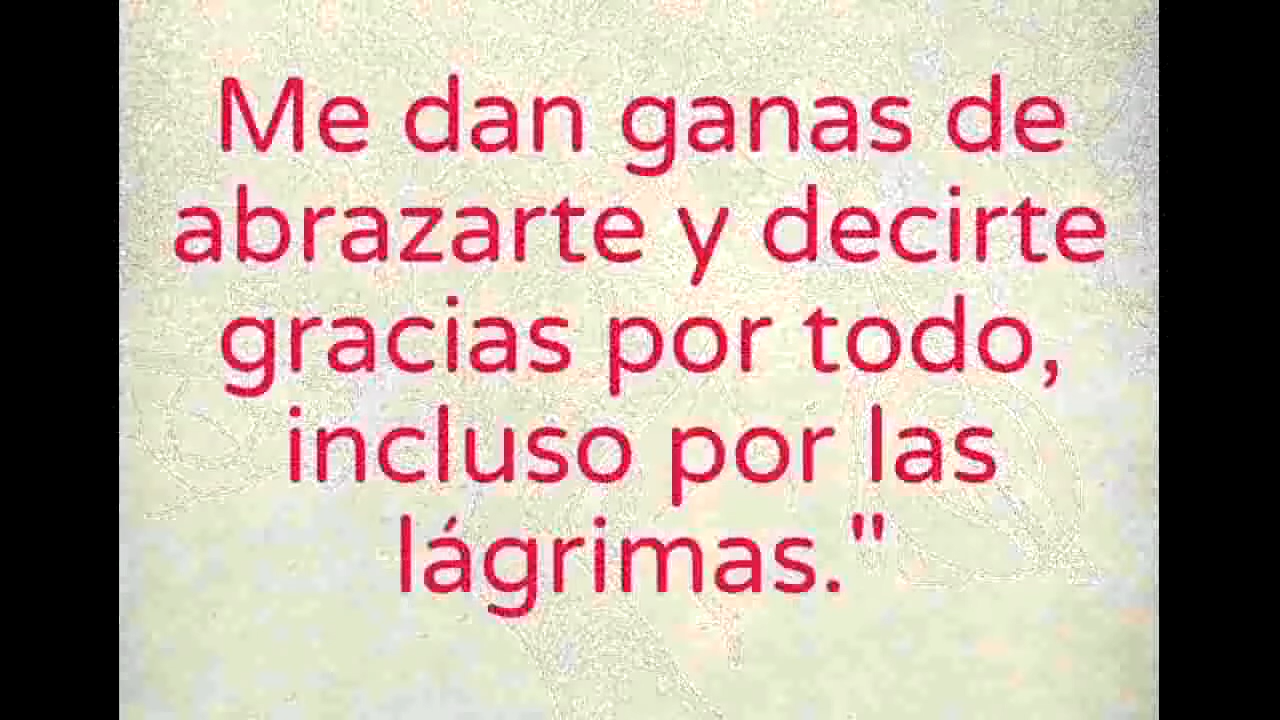 Me dan ganas de
abrazarte y decirte
gracias por todo,
incluso por las
lágrimas."